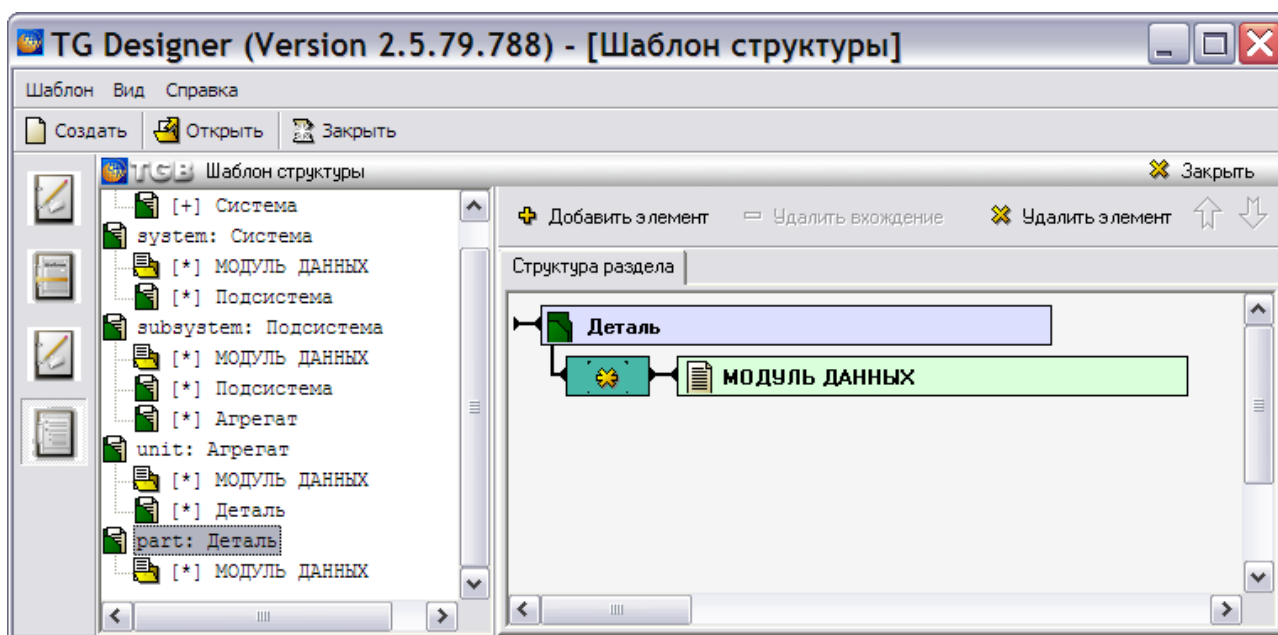 TG Designer (Version 2.5.79.788) - [Шаблон структуры]
Шаблон Вид Справка
Создать Открыть Закрыть
TGB Шаблон структуры Закрыть
[+] Система
system: Система
[*] МОДУЛЬ ДАННЫХ
[*] Подсистема
subsystem: Подсистема
[*] МОДУЛЬ ДАННЫХ
[*] Подсистема
[*] Агрегат
unit: Агрегат
[*] МОДУЛЬ ДАННЫХ
[*] Деталь
part: Деталь
[*] МОДУЛЬ ДАННЫХ
Добавить элемент Удалить вхождение Удалить элемент
Структура раздела
Деталь
МОДУЛЬ ДАННЫХ